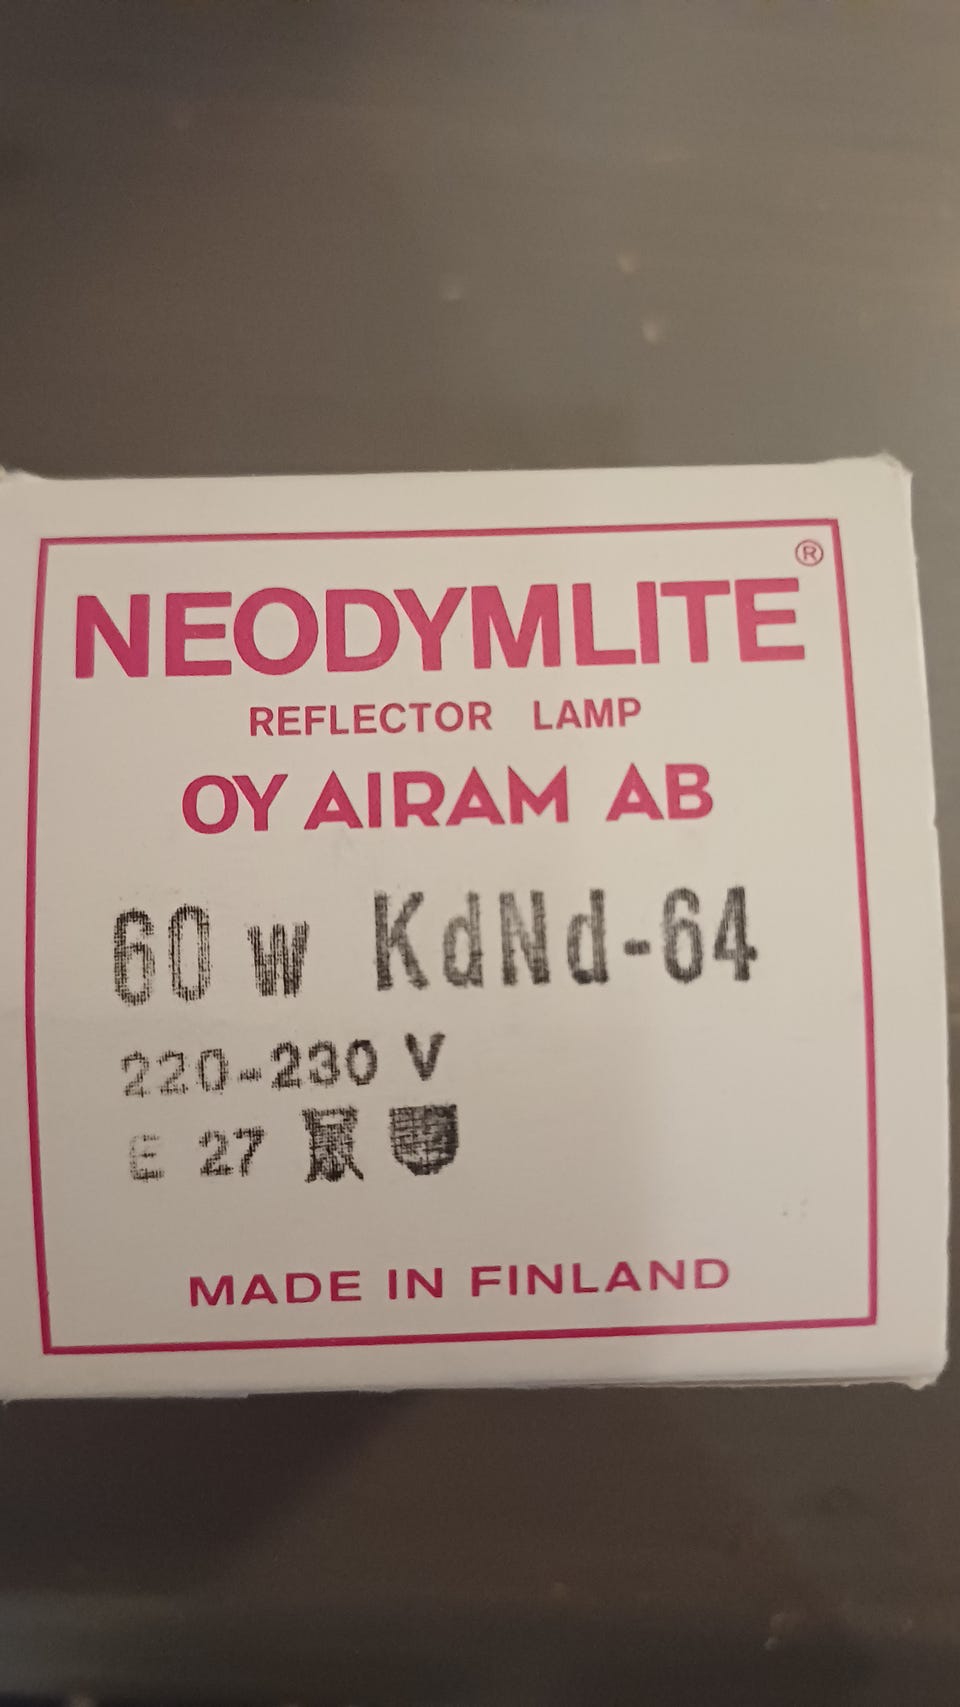 NEODYMLITE®
REFLECTOR LAMP
OY AIRAM AB
60 W KdNd-64
220-230 V
E 27
MADE IN FINLAND